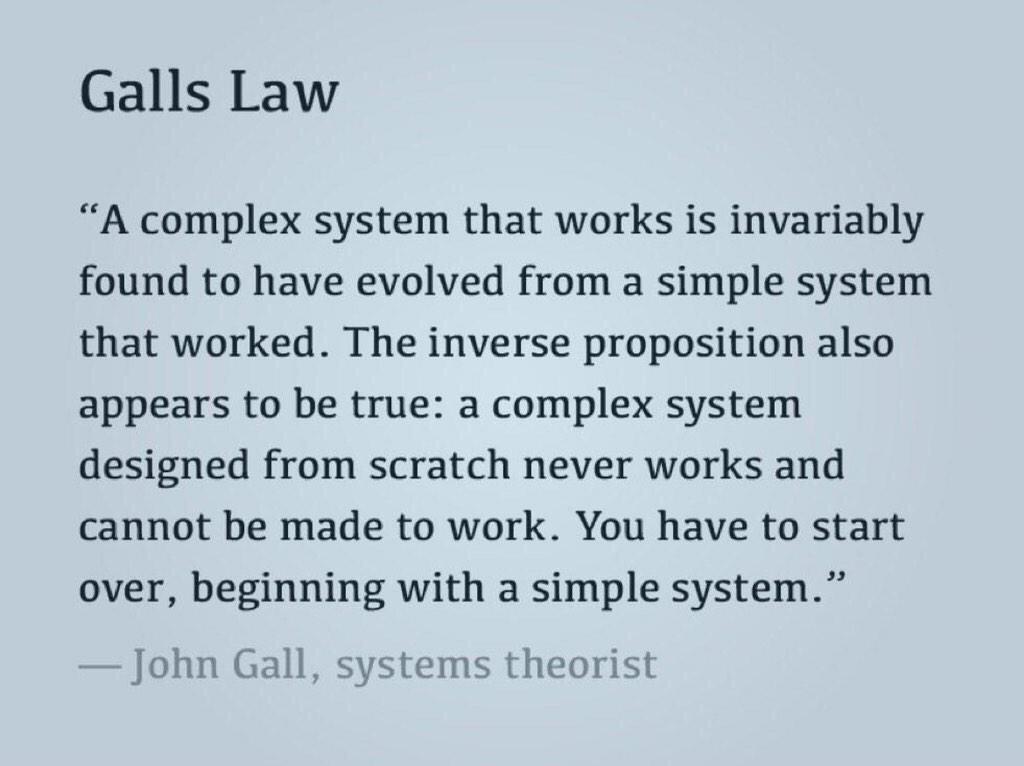 Galls Law
“A complex system that works is invariably
found to have evolved from a simple system
that worked. The inverse proposition also
appears to be true: a complex system
designed from scratch never works and
cannot be made to work. You have to start
over, beginning with a simple system.”
— John Gall, systems theorist